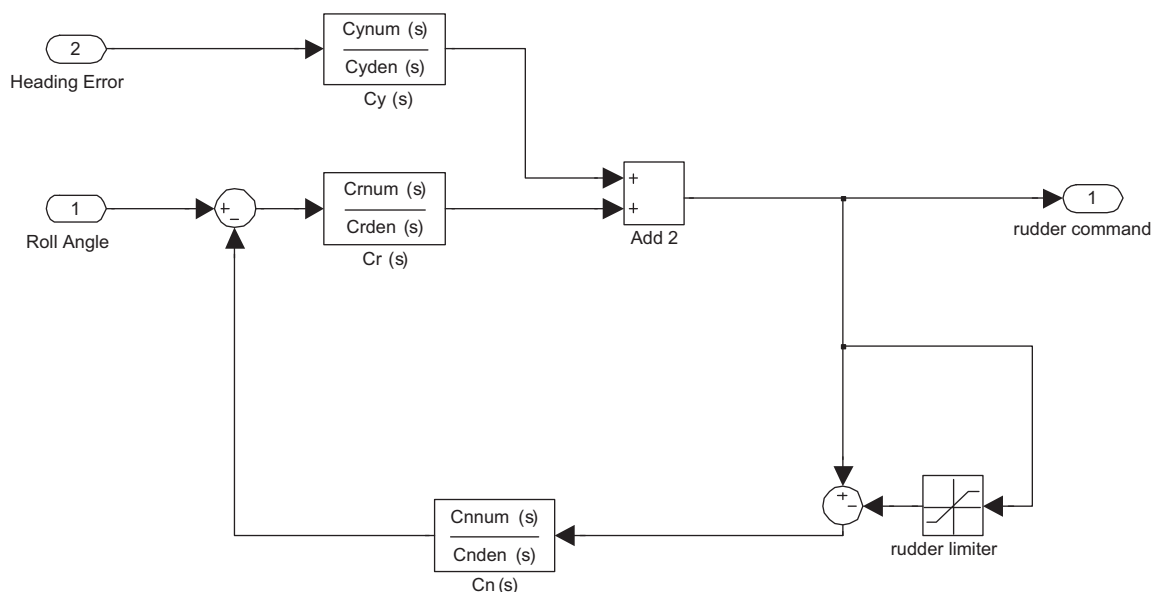 2
Heading Error
Cynum (s)
Cyden (s)
Cy (s)
1
Roll Angle
+
−
Crnum (s)
Crden (s)
Cr (s)
+
+
Add 2
1
rudder command
+
−
rudder limiter
Cnnum (s)
Cnden (s)
Cn (s)